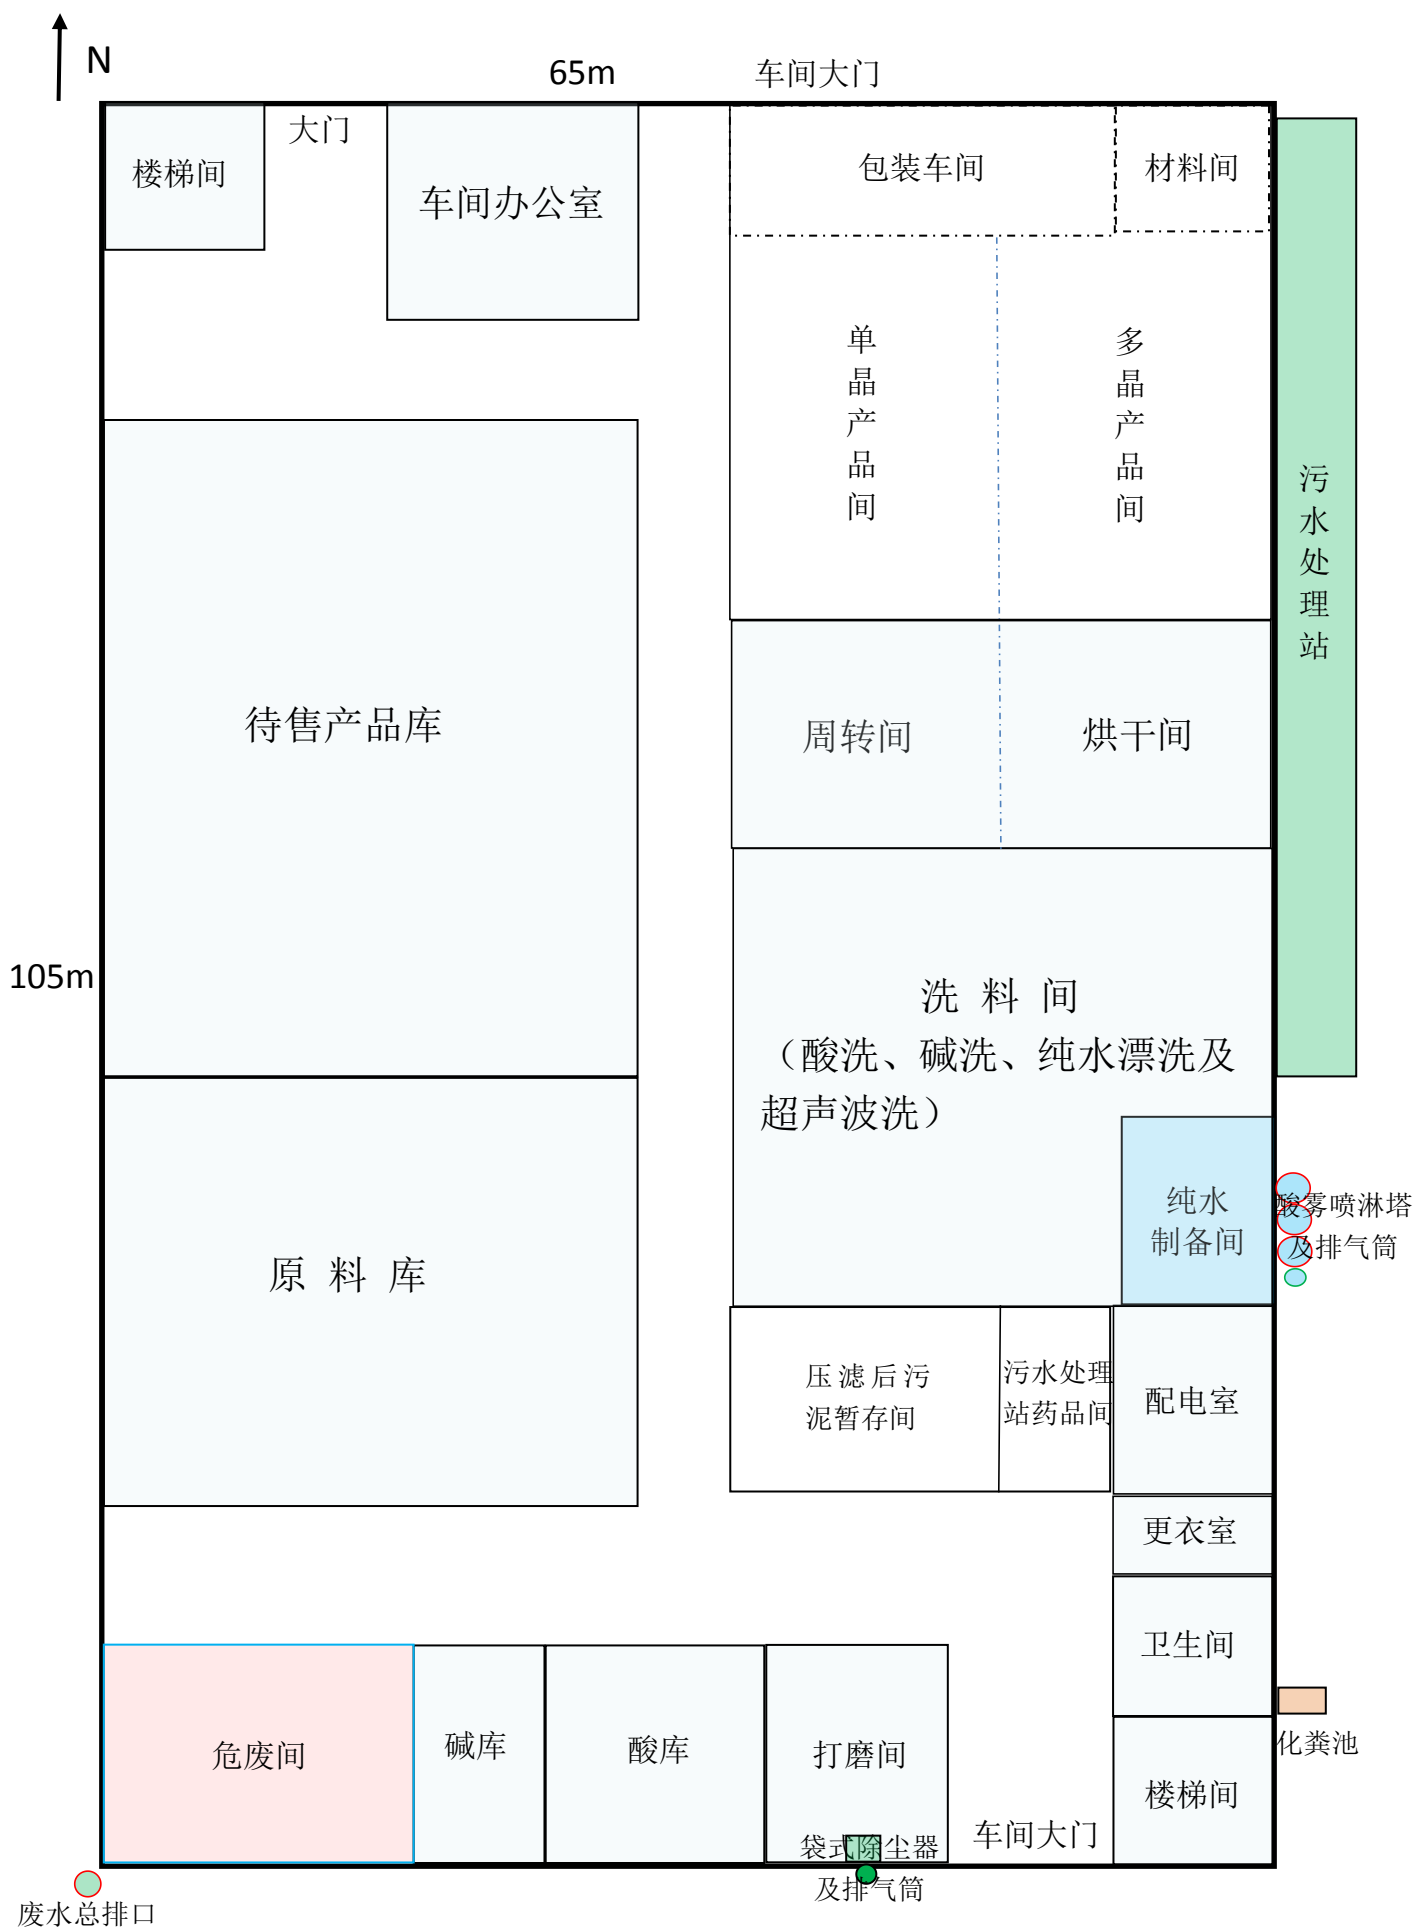 N
65m
车间大门
大门
楼梯间
车间办公室
包装车间
材料间
单晶产品间
多晶产品间
污水处理站
待售产品库
周转间
烘干间
105m
洗 料 间
（酸洗、碱洗、纯水漂洗及
超声波洗）
纯水
制备间
酸雾喷淋塔
及排气筒
原 料 库
压滤后污
泥暂存间
污水处理
站药品间
配电室
更衣室
卫生间
危废间
碱库
酸库
打磨间
化粪池
楼梯间
车间大门
袋式除尘器
及排气筒
废水总排口